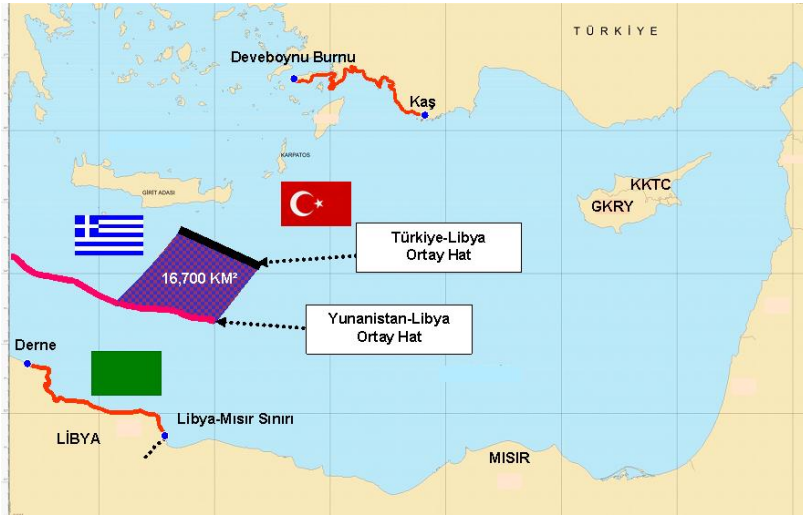 TÜRKİYE
Deveboynu Burnu
Kaş
KARPATOS
GİRİT ADASI
KKTC
GKRY
Türkiye-Libya
Ortay Hat
16,700 KM²
Yunanistan-Libya
Ortay Hat
Derne
Libya-Mısır Sınırı
LİBYA
MISIR